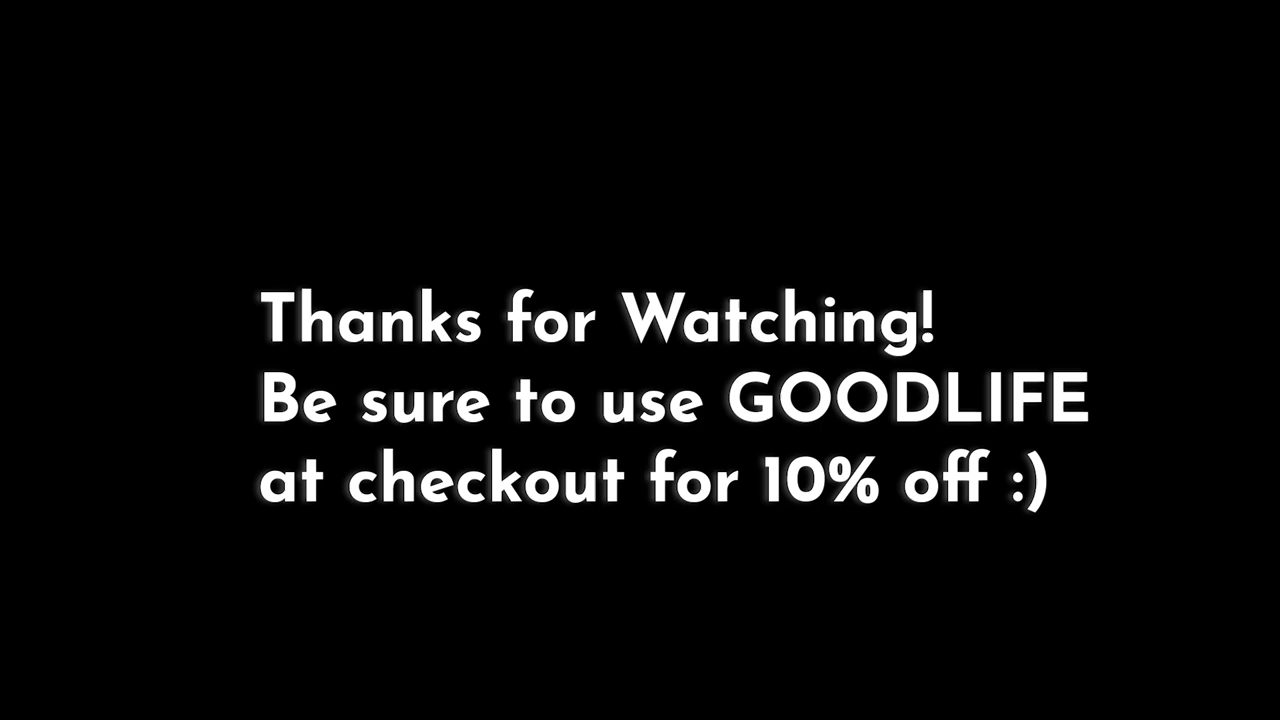 Thanks for Watching!
Be sure to use GOODLIFE
at checkout for 10% off :)